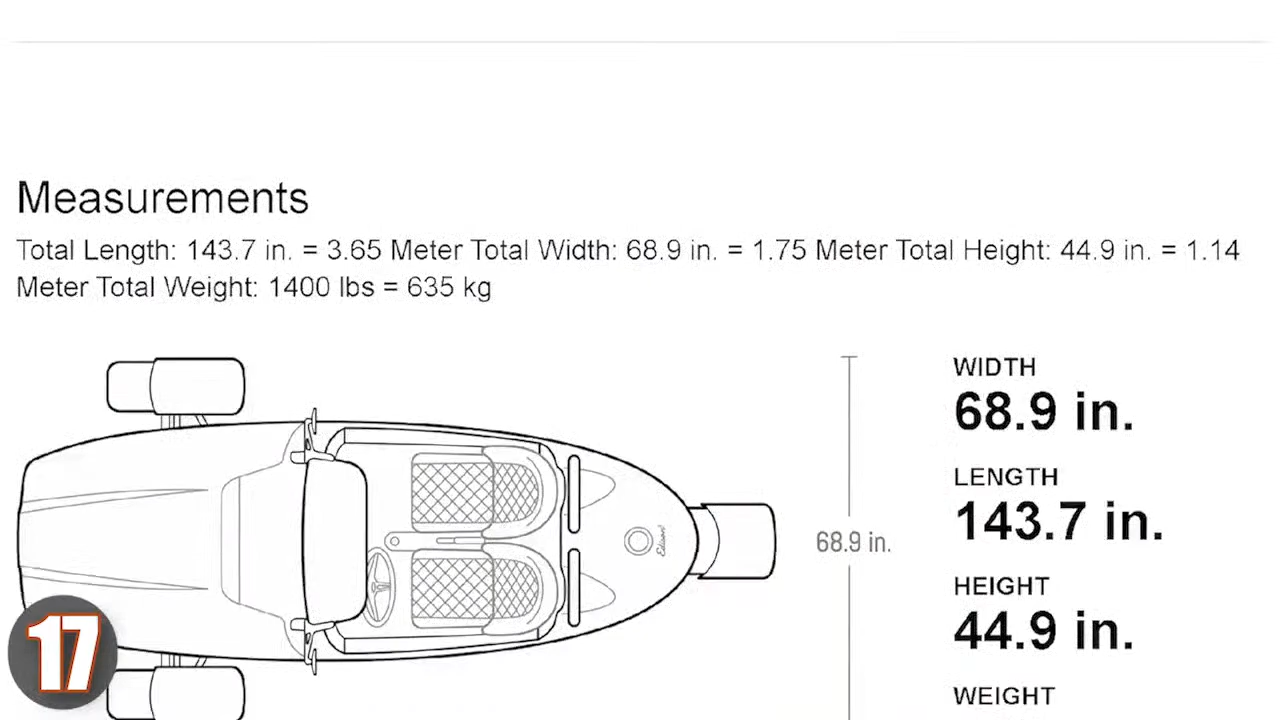 Measurements
Total Length: 143.7 in. = 3.65 Meter Total Width: 68.9 in. = 1.75 Meter Total Height: 44.9 in. = 1.14
Meter Total Weight: 1400 lbs = 635 kg
WIDTH
68.9 in.
LENGTH
143.7 in.
68.9 in.
Edison
HEIGHT
44.9 in.
WEIGHT
17